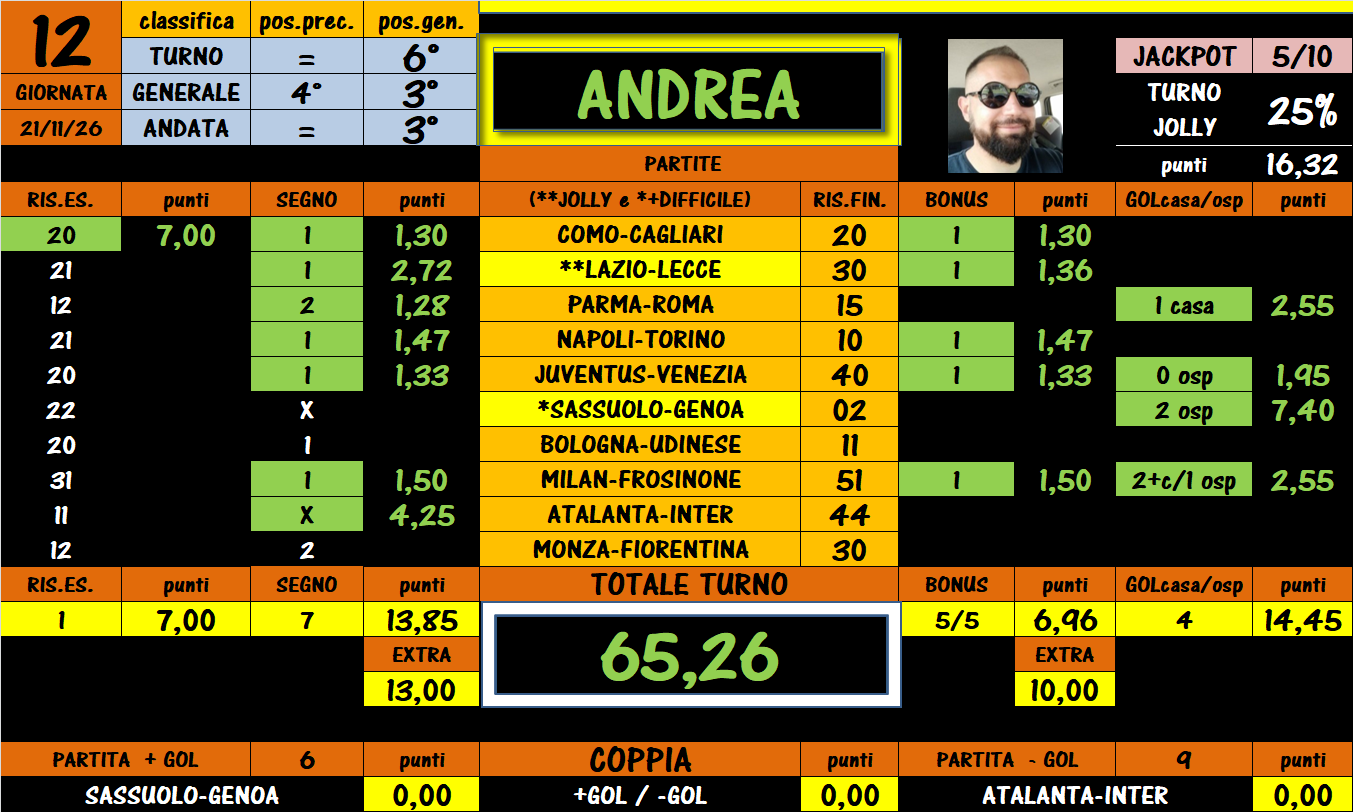 12 classifica pos.prec. pos.gen.
TURNO = 6°
GIORNATA GENERALE 4° 3°
21/11/26 ANDATA = 3°
ANDREA
JACKPOT 5/10
TURNO
JOLLY 25%
punti 16,32
PARTITE
RIS.ES. punti SEGNO punti (**JOLLY e *+DIFFICILE) RIS.FIN. BONUS punti GOLcasa/osp punti
20 7,00 1 1,30 COMO-CAGLIARI 20 1 1,30
21 1 2,72 **LAZIO-LECCE 30 1 1,36
12 2 1,28 PARMA-ROMA 15 1 casa 2,55
21 1 1,47 NAPOLI-TORINO 10 1 1,47
20 1 1,33 JUVENTUS-VENEZIA 40 1 1,33 0 osp 1,95
22 X *SASSUOLO-GENOA 02 2 osp 7,40
20 1 BOLOGNA-UDINESE 11
31 1 1,50 MILAN-FROSINONE 51 1 1,50 2+c/1 osp 2,55
11 X 4,25 ATALANTA-INTER 44
12 2 MONZA-FIORENTINA 30
RIS.ES. punti SEGNO punti TOTALE TURNO BONUS punti GOLcasa/osp punti
1 7,00 7 13,85 5/5 6,96 4 14,45
EXTRA 65,26 EXTRA
13,00 10,00
PARTITA + GOL 6 punti COPPIA punti PARTITA - GOL 9 punti
SASSUOLO-GENOA 0,00 +GOL / -GOL 0,00 ATALANTA-INTER 0,00